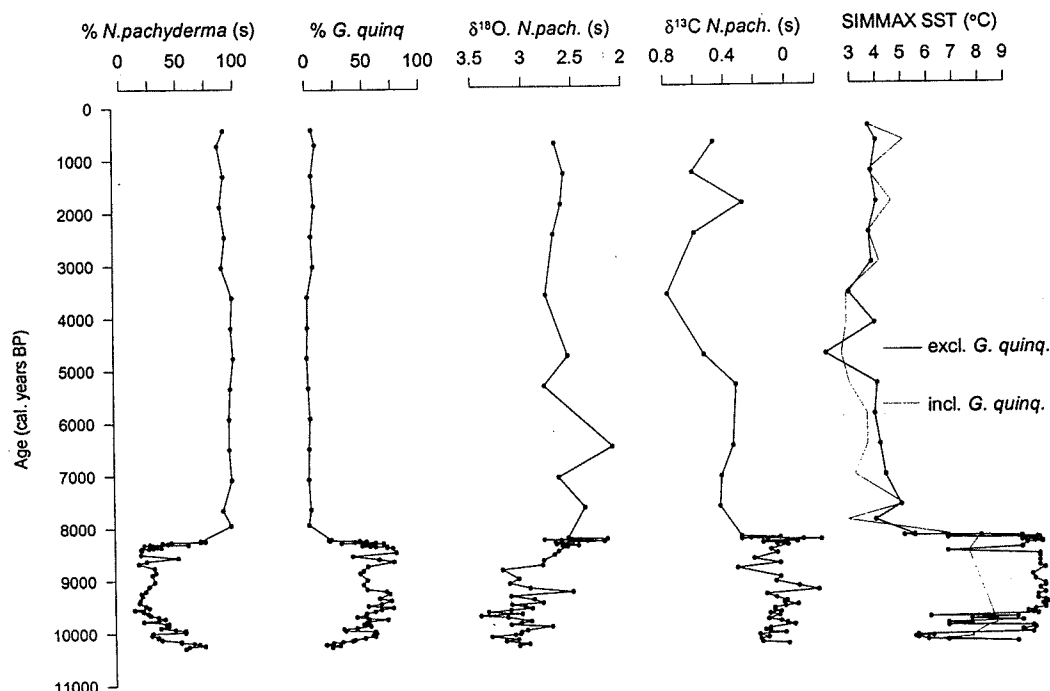 % N.pachyderma (s) % G. quinq δ¹⁸O. N.pach. (s) δ¹³C N.pach. (s) SIMMAX SST (ºC)
0 50 100 0 50 100 3.5 3 2.5 2 0.8 0.4 0 3 4 5 6 7 8 9
0
1000
2000
3000
4000
5000
6000
7000
8000
9000
10000
11000
Age (cal. years BP)
excl. G. quinq.
incl. G. quinq.